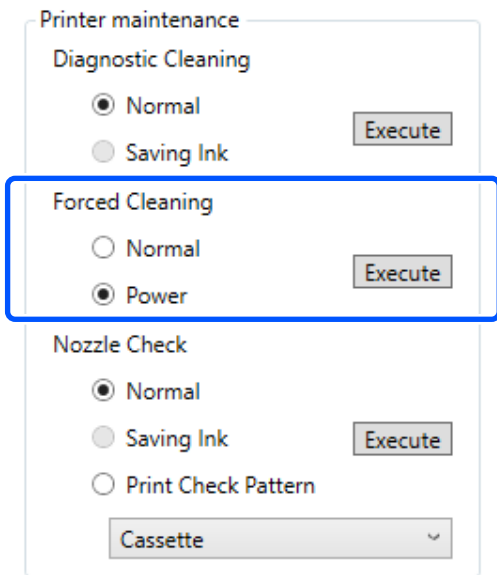 Printer maintenance
Diagnostic Cleaning
Normal
Execute
Saving Ink
Forced Cleaning
Normal
Execute
Power
Nozzle Check
Normal
Saving Ink
Execute
Print Check Pattern
Cassette